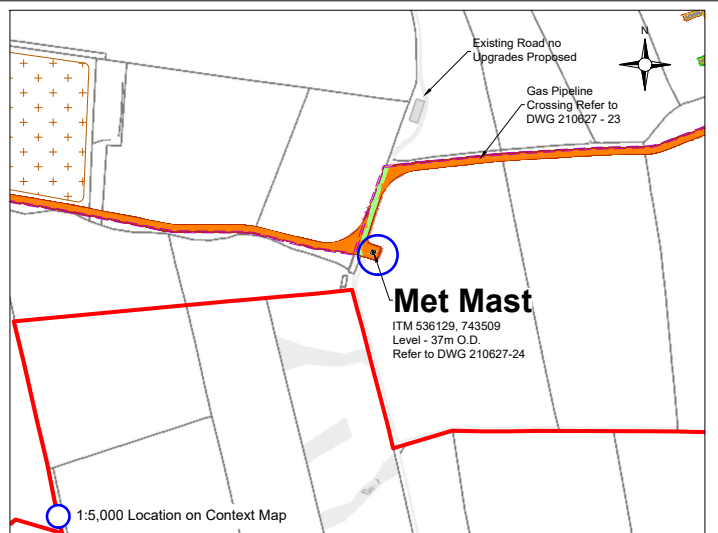 Existing Road no
Upgrades Proposed
N
Gas Pipeline
Crossing Refer to
DWG 210627 - 23
Met Mast
ITM 536129, 743509
Level - 37m O.D.
Refer to DWG 210627-24
1:5,000 Location on Context Map